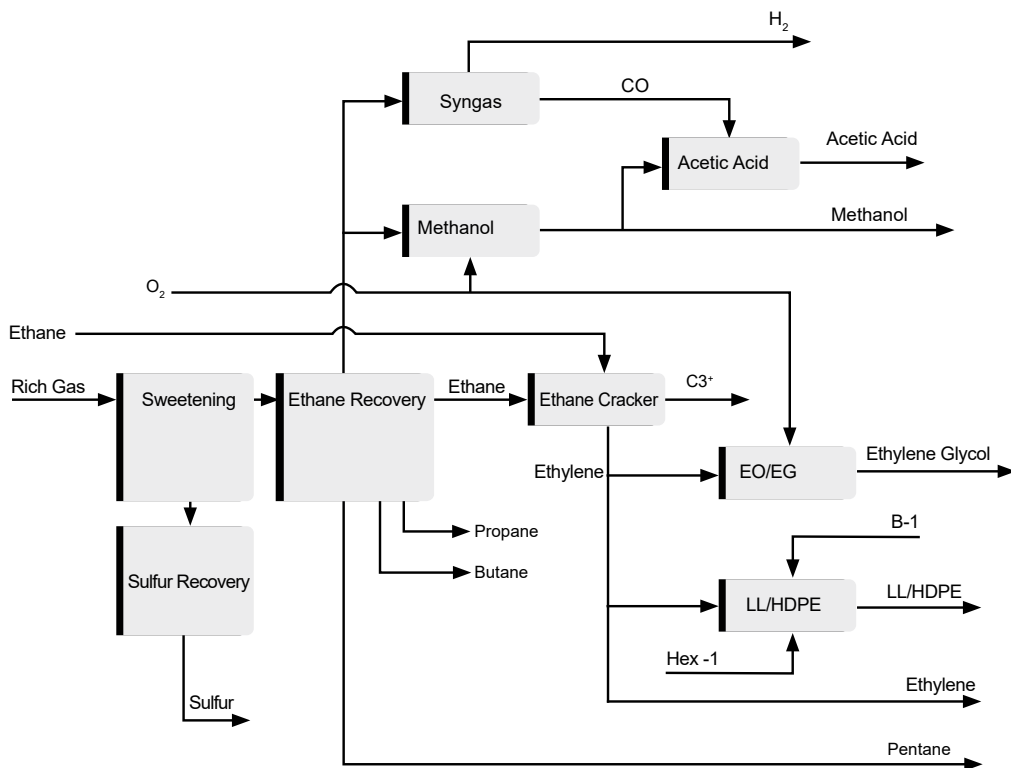 H₂
Syngas
CO
Acetic Acid
Acetic Acid
Methanol
Methanol
O₂
Ethane
Rich Gas
Sweetening
Ethane Recovery
Ethane
Ethane Cracker
C3⁺
Ethylene
EO/EG
Ethylene Glycol
B-1
Propane
Butane
Sulfur Recovery
LL/HDPE
LL/HDPE
Hex -1
Ethylene
Sulfur
Pentane